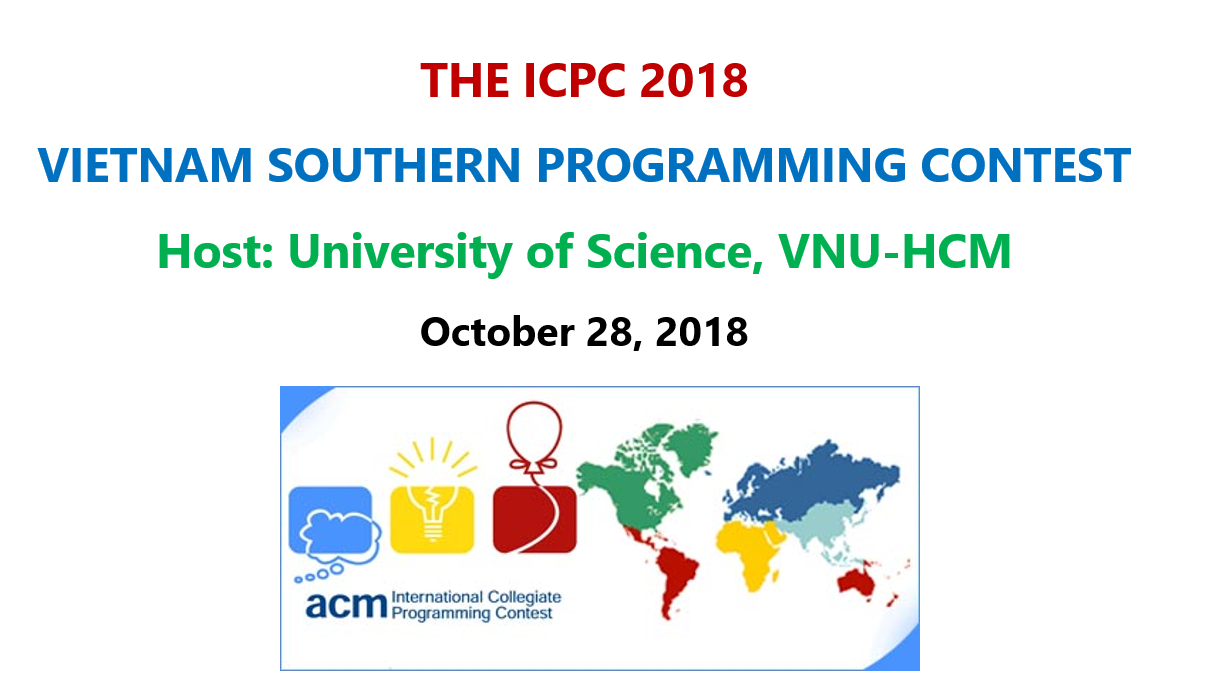 THE ICPC 2018
VIETNAM SOUTHERN PROGRAMMING CONTEST
Host: University of Science, VNU-HCM
October 28, 2018
acm International Collegiate
Programming Contest